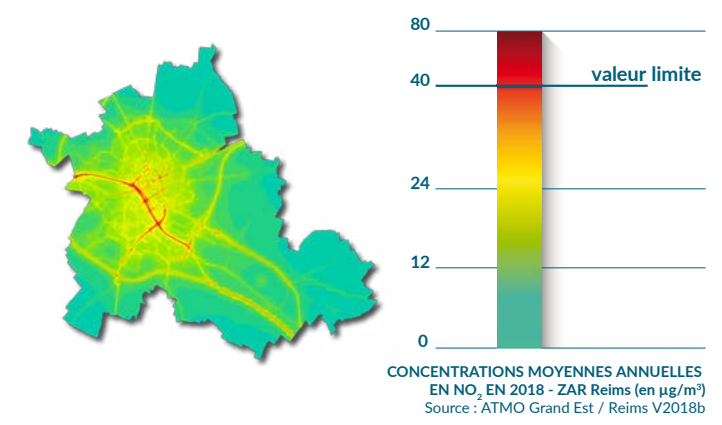 80
valeur limite
40
24
12
0
CONCENTRATIONS MOYENNES ANNUELLES
EN NO₂ EN 2018 - ZAR Reims (en µg/m³)
Source : ATMO Grand Est / Reims V2018b